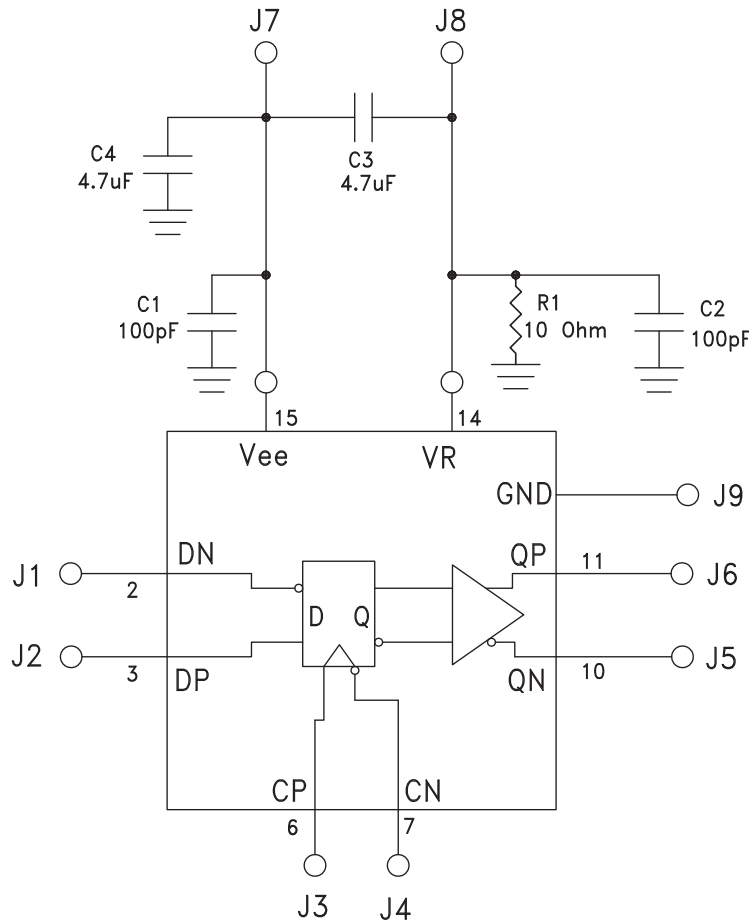 J7
J8
C4
4.7uF
C3
4.7uF
C1
100pF
R1
10 Ohm
C2
100pF
15
14
Vee
VR
GND
J9
J1
2
DN
QP
11
J6
D
Q
J2
3
DP
QN
10
J5
CP
CN
6
7
J3
J4